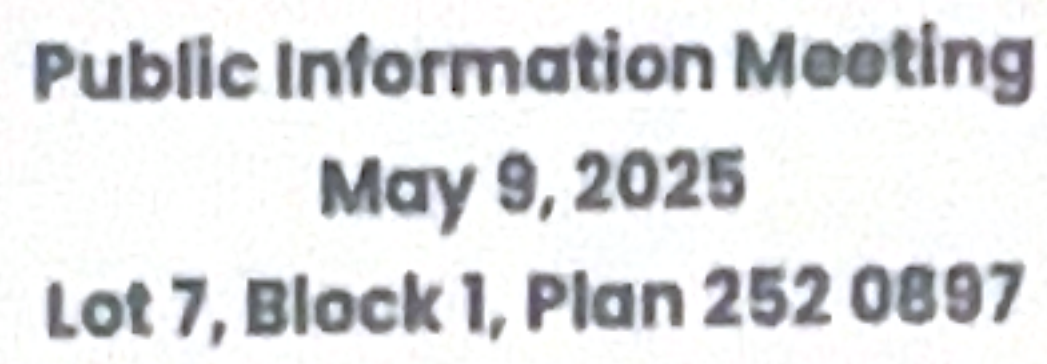 Public Information Meeting
May 9, 2025
Lot 7, Block 1, Plan 252 0897